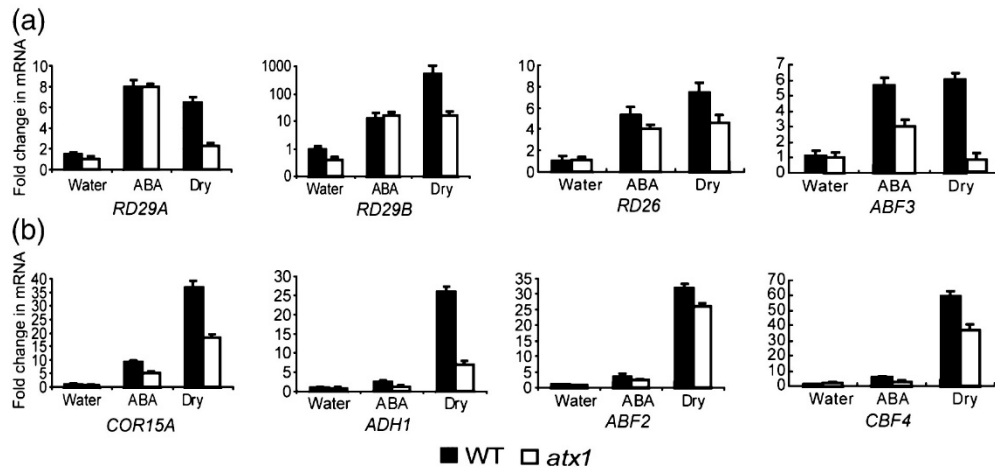 (a)
Fold change in mRNA
10
8
6
4
2
0
Water ABA Dry
RD29A
1000
100
10
1
0
Water ABA Dry
RD29B
10
8
6
4
2
0
Water ABA Dry
RD26
7
6
5
4
3
2
1
0
Water ABA Dry
ABF3
(b)
Fold change in mRNA
40
35
30
25
20
15
10
5
0
Water ABA Dry
COR15A
30
25
20
15
10
5
0
Water ABA Dry
ADH1
35
30
25
20
15
10
5
0
Water ABA Dry
ABF2
70
60
50
40
30
20
10
0
Water ABA Dry
CBF4
WT atx1